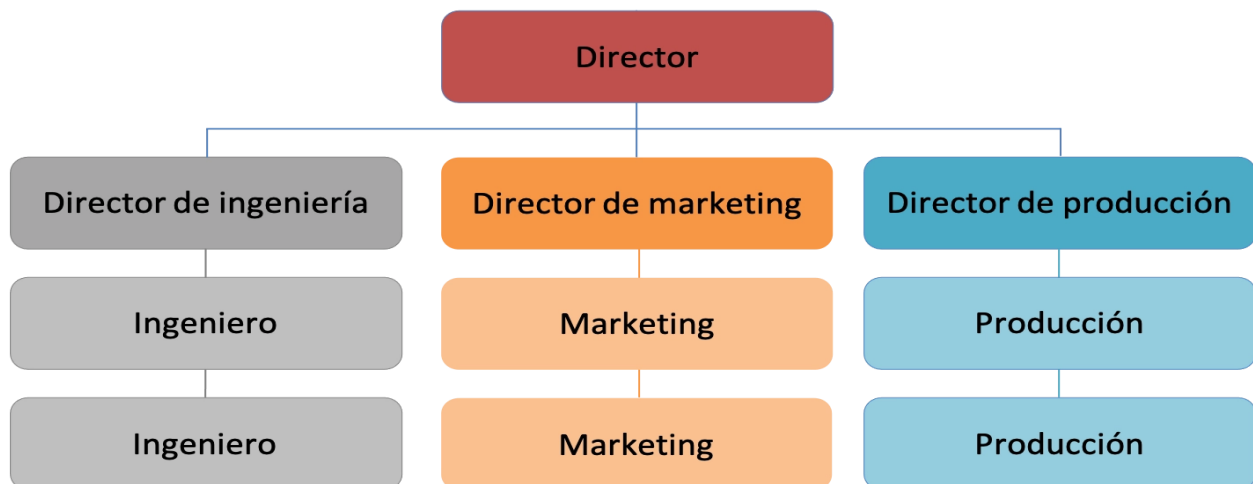 Director
Director de ingeniería
Director de marketing
Director de producción
Ingeniero
Marketing
Producción
Ingeniero
Marketing
Producción